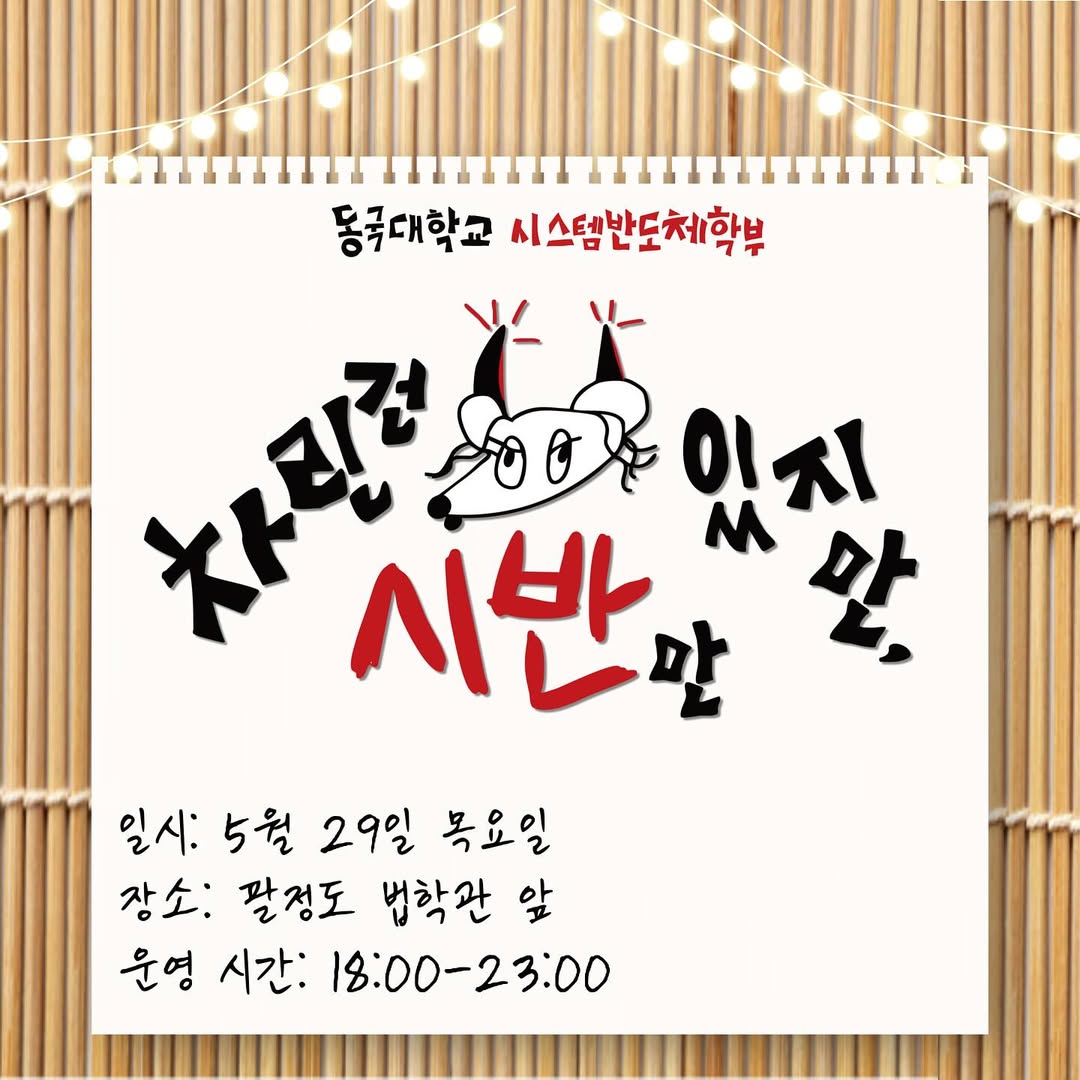 동국대학교 시스템반도체학부
차린건 있지만,
시반만
일시: 5월 29일 목요일
장소: 팔정도 법학관 앞
운영 시간: 18:00-23:00